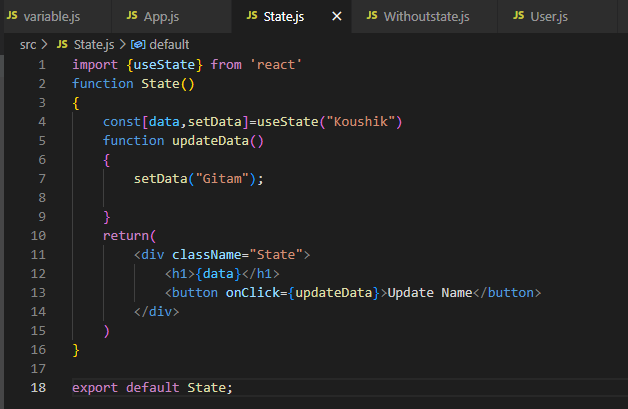 JS variable.js JS App.js JS State.js × JS Withoutstate.js JS User.js
src > JS State.js > default
1 import {useState} from 'react'
2 function State()
3 {
4     const[data,setData]=useState("Koushik")
5     function updateData()
6     {
7         setData("Gitam");
8
9     }
10     return(
11         <div className="State">
12             <h1>{data}</h1>
13             <button onClick={updateData}>Update Name</button>
14         </div>
15     )
16 }
17
18 export default State;